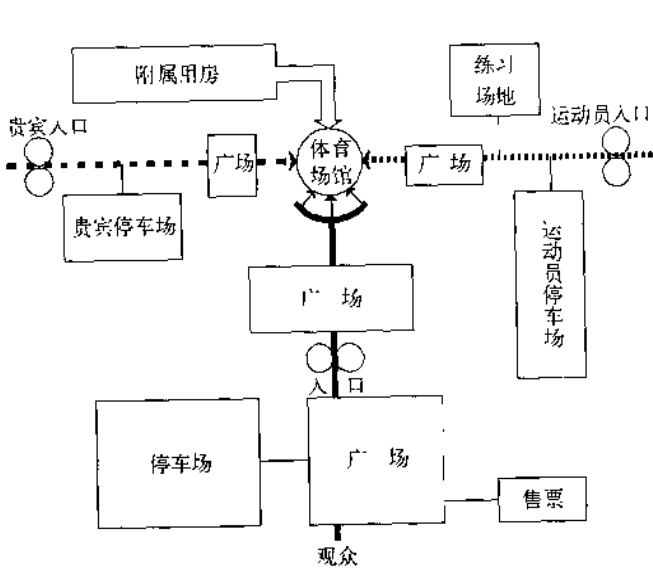 附属用房
练习
场地
贵宾入口
运动员入口
体育
场馆
广场
广 场
贵宾停车场
运动员停车场
广 场
入 口
停车场
广 场
售票
观众